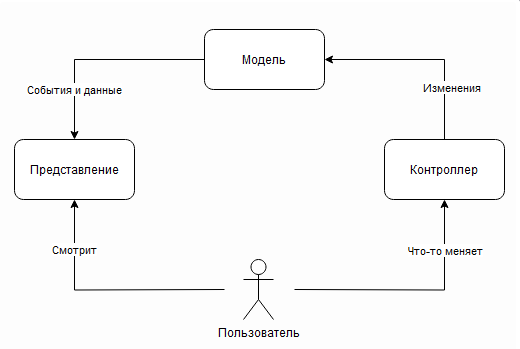 Модель
События и данные
Изменения
Представление
Контроллер
Смотрит
Что-то меняет
Пользователь